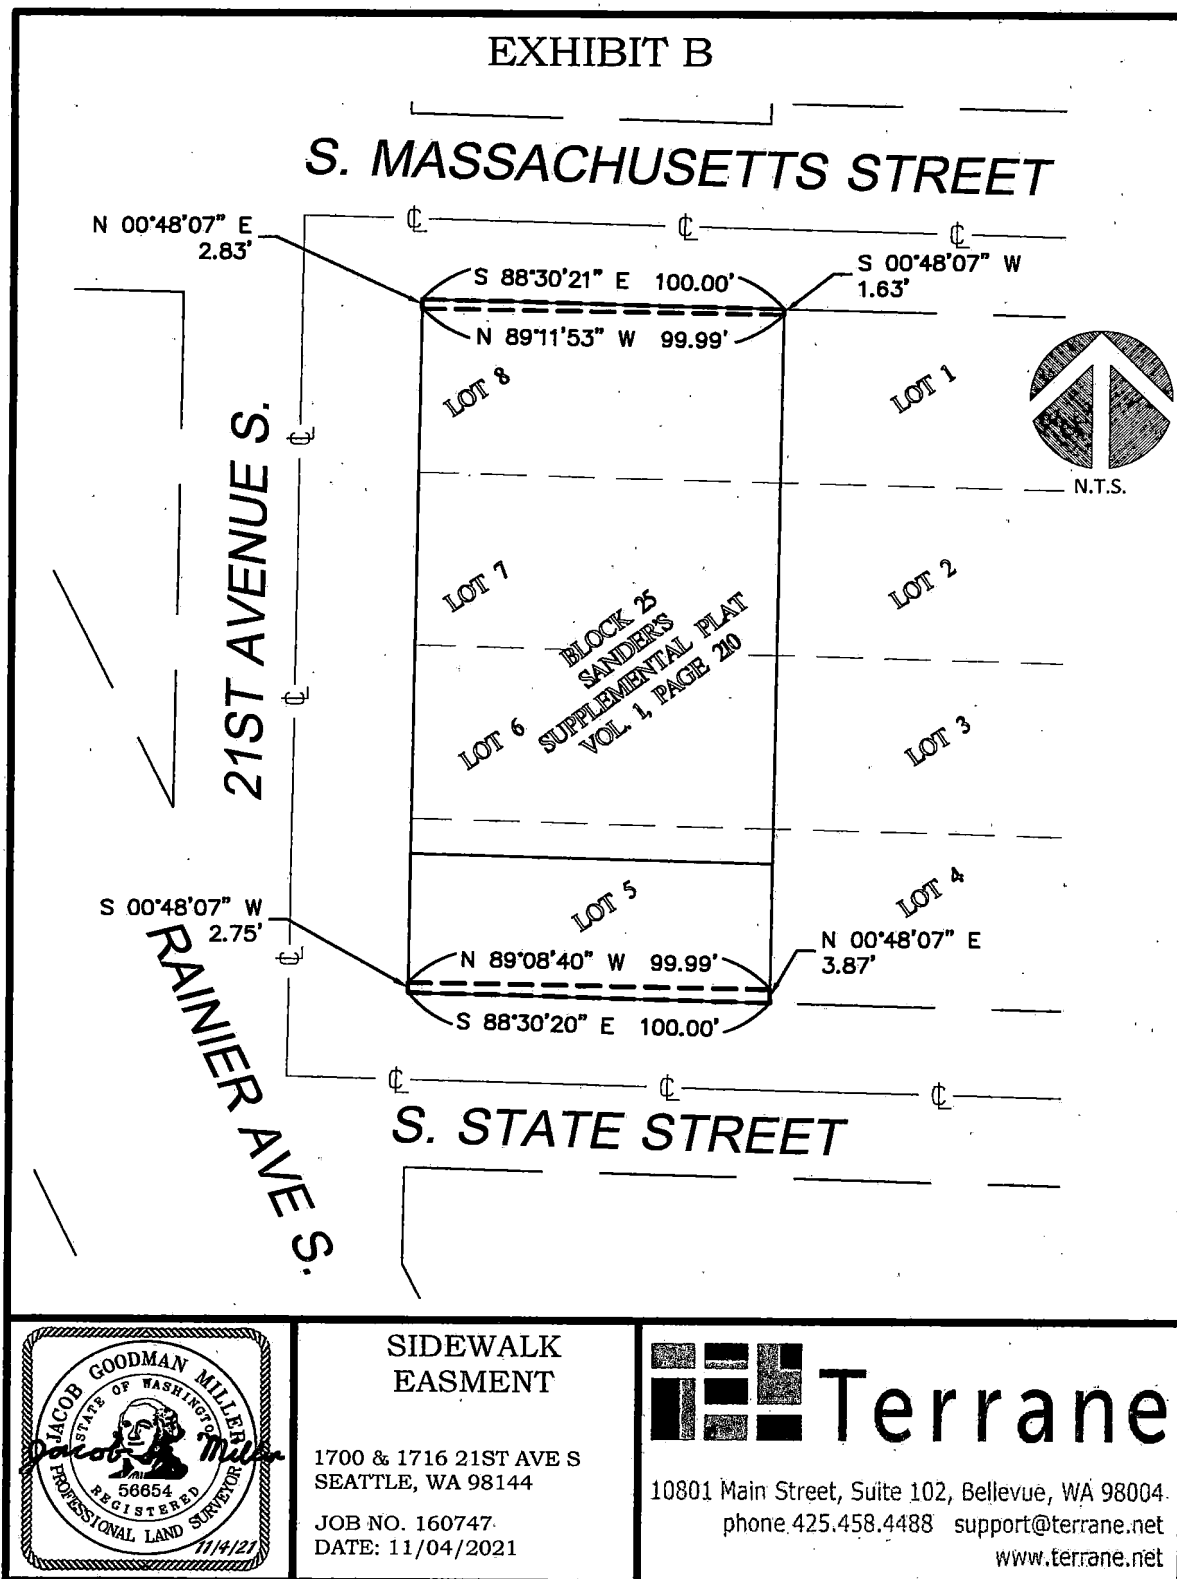 EXHIBIT B
S. MASSACHUSETTS STREET
N 00°48'07" E
2.83'
S 88°30'21" E 100.00'
S 00°48'07" W
1.63'
N 89°11'53" W 99.99'
LOT 8
LOT 1
N.T.S.
21ST AVENUE S.
LOT 7
LOT 2
BLOCK 25
SANDER'S
SUPPLEMENTAL PLAT
VOL. 1, PAGE 210
LOT 6
LOT 3
LOT 5
LOT 4
S 00°48'07" W
2.75'
N 89°08'40" W 99.99'
N 00°48'07" E
3.87'
S 88°30'20" E 100.00'
RAINIER AVE S.
S. STATE STREET
JACOB GOODMAN MILLER
STATE OF WASHINGTON
Jacob G. Miller
56654
REGISTERED
PROFESSIONAL LAND SURVEYOR
11/4/21
SIDEWALK
EASMENT
1700 & 1716 21ST AVE S
SEATTLE, WA 98144
JOB NO. 160747
DATE: 11/04/2021
Terrane
10801 Main Street, Suite 102, Bellevue, WA 98004
phone 425.458.4488 support@terrane.net
www.terrane.net